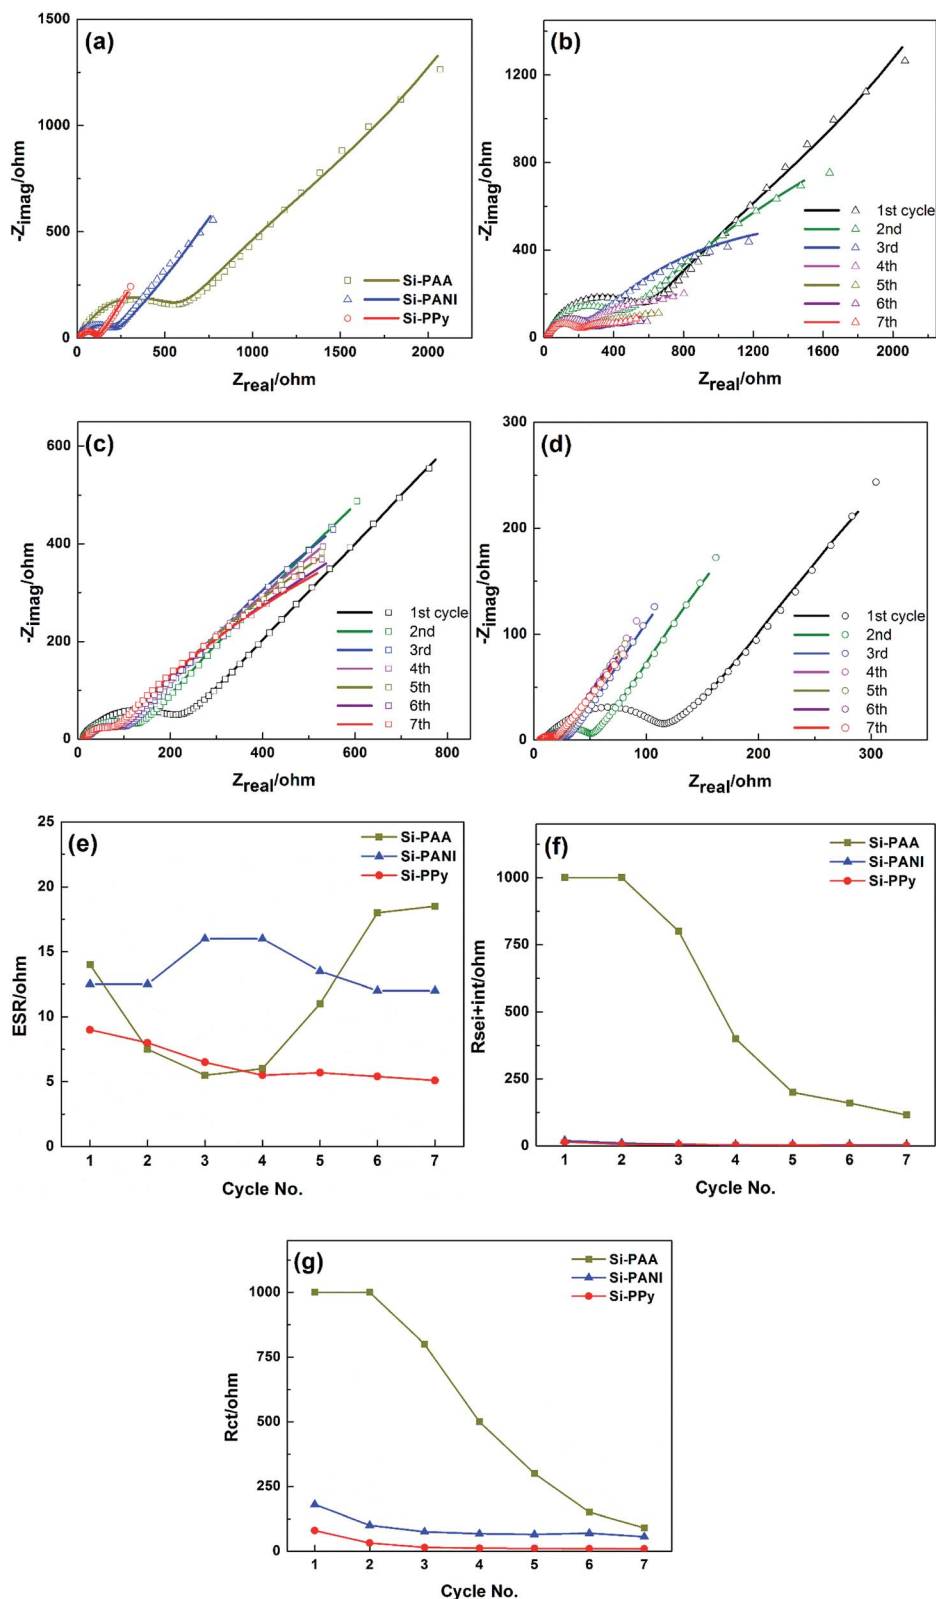 (a)
1500
1000
500
0
-Zimag/ohm
Si-PAA
Si-PANI
Si-PPy
0 500 1000 1500 2000
Zreal/ohm
(b)
1200
800
400
0
-Zimag/ohm
1st cycle
2nd
3rd
4th
5th
6th
7th
0 400 800 1200 1600 2000
Zreal/ohm
(c)
600
400
200
0
-Zimag/ohm
1st cycle
2nd
3rd
4th
5th
6th
7th
0 200 400 600 800
Zreal/ohm
(d)
300
200
100
0
-Zimag/ohm
1st cycle
2nd
3rd
4th
5th
6th
7th
0 100 200 300
Zreal/ohm
(e)
25
20
15
10
5
0
ESR/ohm
Si-PAA
Si-PANI
Si-PPy
1 2 3 4 5 6 7
Cycle No.
(f)
1000
750
500
250
0
Rsei+int/ohm
Si-PAA
Si-PANI
Si-PPy
1 2 3 4 5 6 7
Cycle No.
(g)
1000
750
500
250
0
Rct/ohm
Si-PAA
Si-PANI
Si-PPy
1 2 3 4 5 6 7
Cycle No.